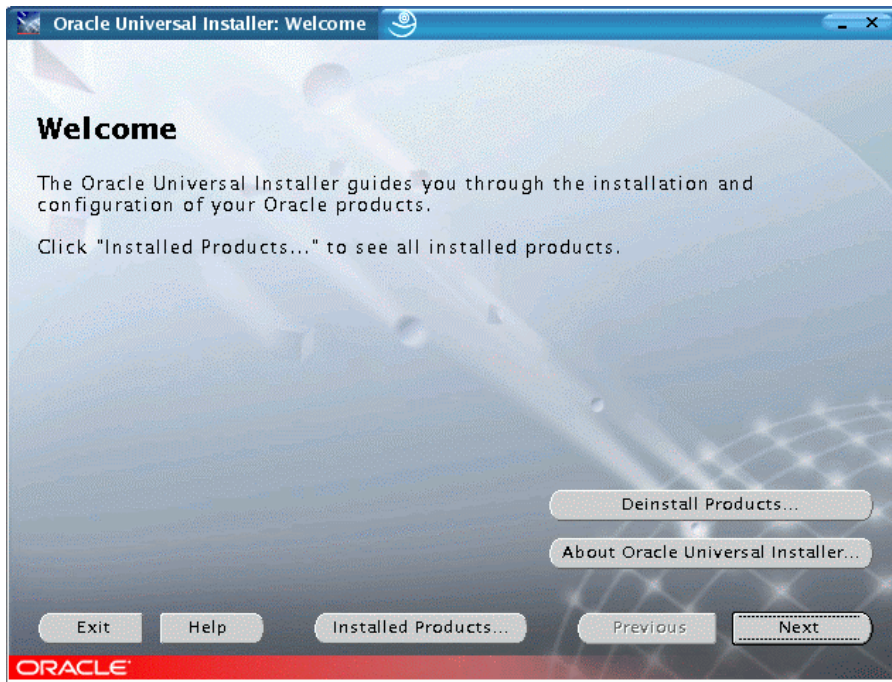 Oracle Universal Installer: Welcome
Welcome
The Oracle Universal Installer guides you through the installation and
configuration of your Oracle products.
Click "Installed Products..." to see all installed products.
Deinstall Products...
About Oracle Universal Installer...
Exit
Help
Installed Products...
Previous
Next
ORACLE